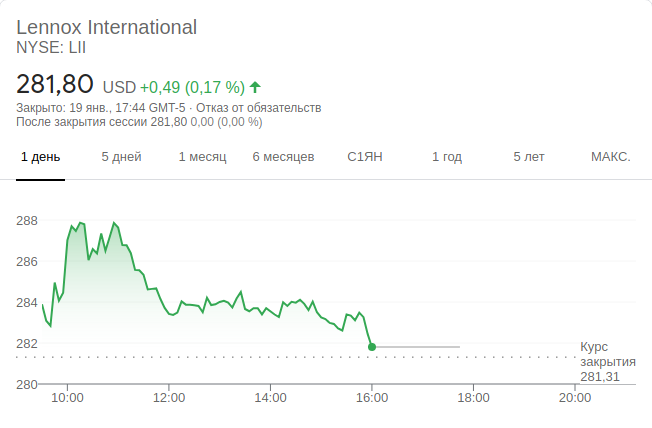 Lennox International
NYSE: LII
281,80 USD +0,49 (0,17 %)
Закрыто: 19 янв., 17:44 GMT-5 · Отказ от обязательств
После закрытия сессии 281,80 0,00 (0,00 %)
1 день 5 дней 1 месяц 6 месяцев С1ЯН 1 год 5 лет МАКС.
288
286
284
282
Курс
закрытия
281,31
280
10:00 12:00 14:00 16:00 18:00 20:00